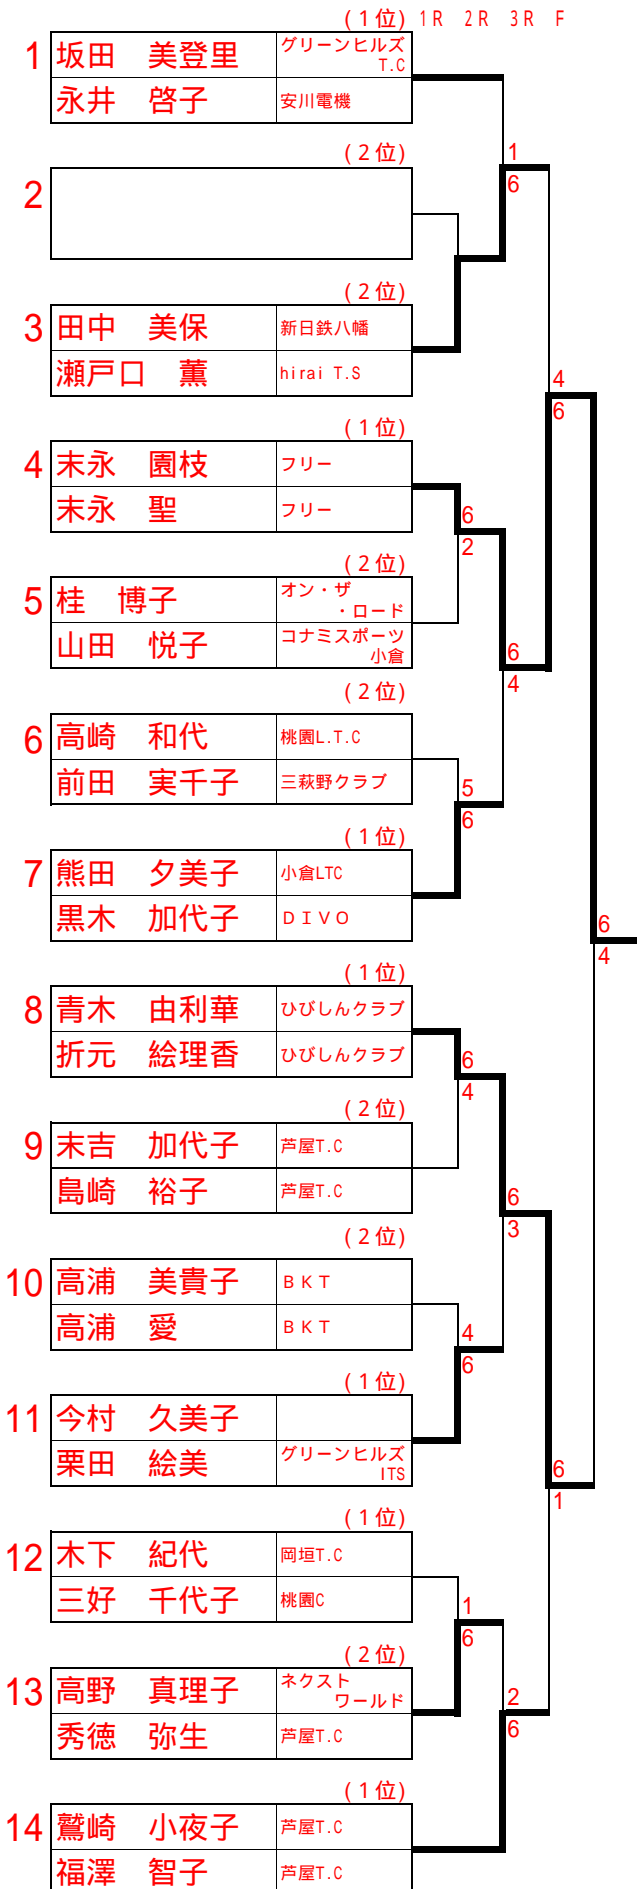 (1位) 1R 2R 3R F
1 坂田 美登里 グリーンヒルズ T.C
永井 啓子 安川電機
(2位)
1
6
2
(2位)
3 田中 美保 新日鉄八幡
瀬戸口 薫 hirai T.S
4
6
(1位)
4 末永 園枝 フリー
末永 聖 フリー
6
2
(2位)
5 桂 博子 オン・ザ ・ロード
山田 悦子 コナミスポーツ 小倉
6
4
(2位)
6 高崎 和代 桃園L.T.C
前田 実千子 三萩野クラブ
5
6
(1位)
7 熊田 夕美子 小倉LTC
黒木 加代子 DIVO
6
4
(1位)
8 青木 由利華 ひびしんクラブ
折元 絵理香 ひびしんクラブ
6
4
(2位)
9 末吉 加代子 芦屋T.C
島崎 裕子 芦屋T.C
6
3
(2位)
10 高浦 美貴子 BKT
高浦 愛 BKT
4
6
(1位)
11 今村 久美子
栗田 絵美 グリーンヒルズ ITS
6
1
(1位)
12 木下 紀代 岡垣T.C
三好 千代子 桃園C
1
6
(2位)
13 高野 真理子 ネクスト ワールド
秀徳 弥生 芦屋T.C
2
6
(1位)
14 鷲崎 小夜子 芦屋T.C
福澤 智子 芦屋T.C